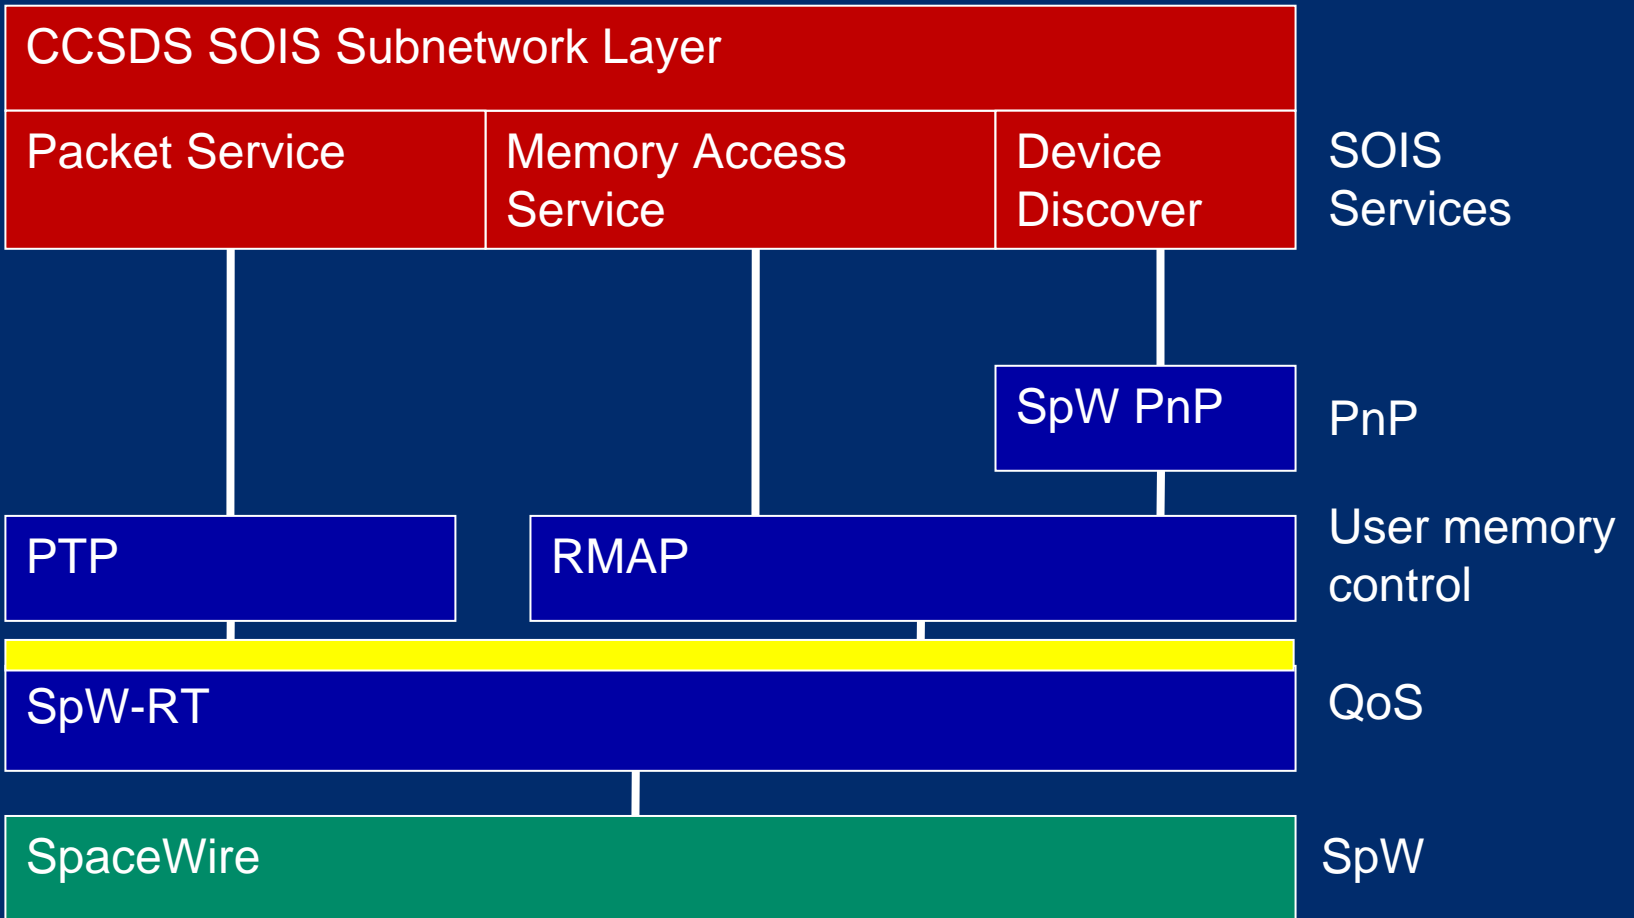 CCSDS SOIS Subnetwork Layer
Packet Service
Memory Access
Service
Device
Discover
SOIS
Services
SpW PnP
PnP
PTP
RMAP
User memory
control
SpW-RT
QoS
SpaceWire
SpW